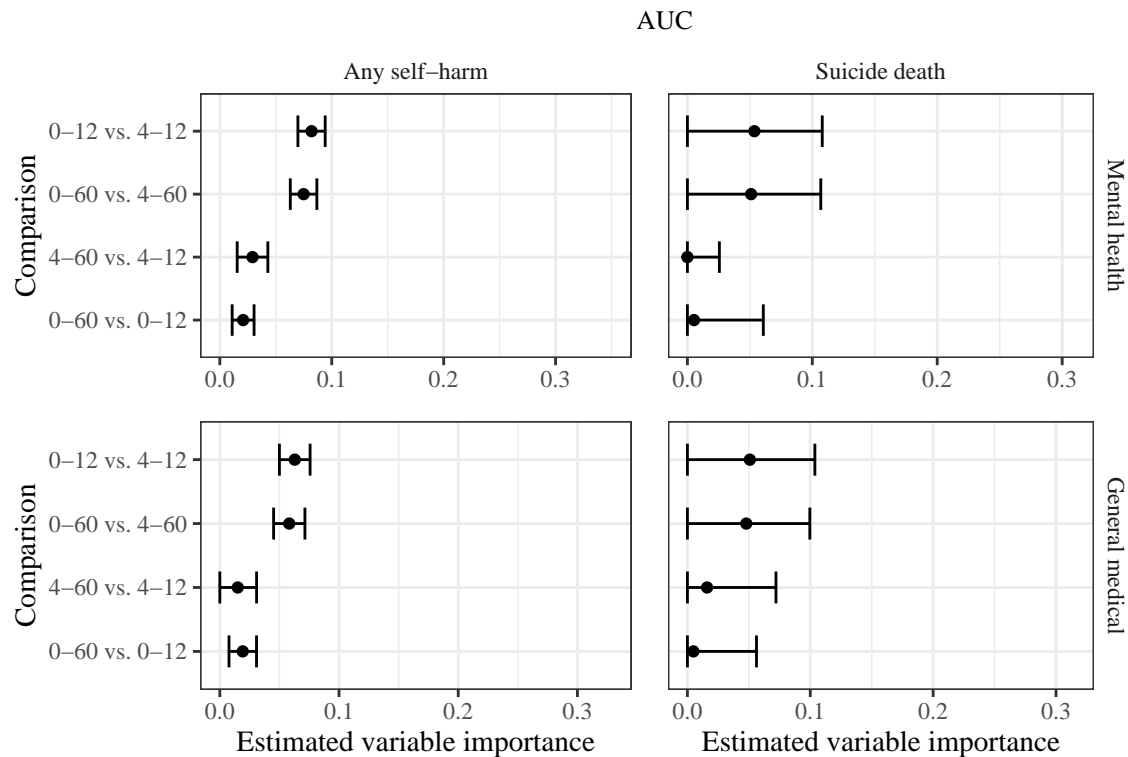 AUC
Any self−harm
Suicide death
Comparison
0−12 vs. 4−12
0−60 vs. 4−60
4−60 vs. 4−12
0−60 vs. 0−12
Mental health
0.0 0.1 0.2 0.3
0.0 0.1 0.2 0.3
Comparison
0−12 vs. 4−12
0−60 vs. 4−60
4−60 vs. 4−12
0−60 vs. 0−12
General medical
0.0 0.1 0.2 0.3
0.0 0.1 0.2 0.3
Estimated variable importance
Estimated variable importance